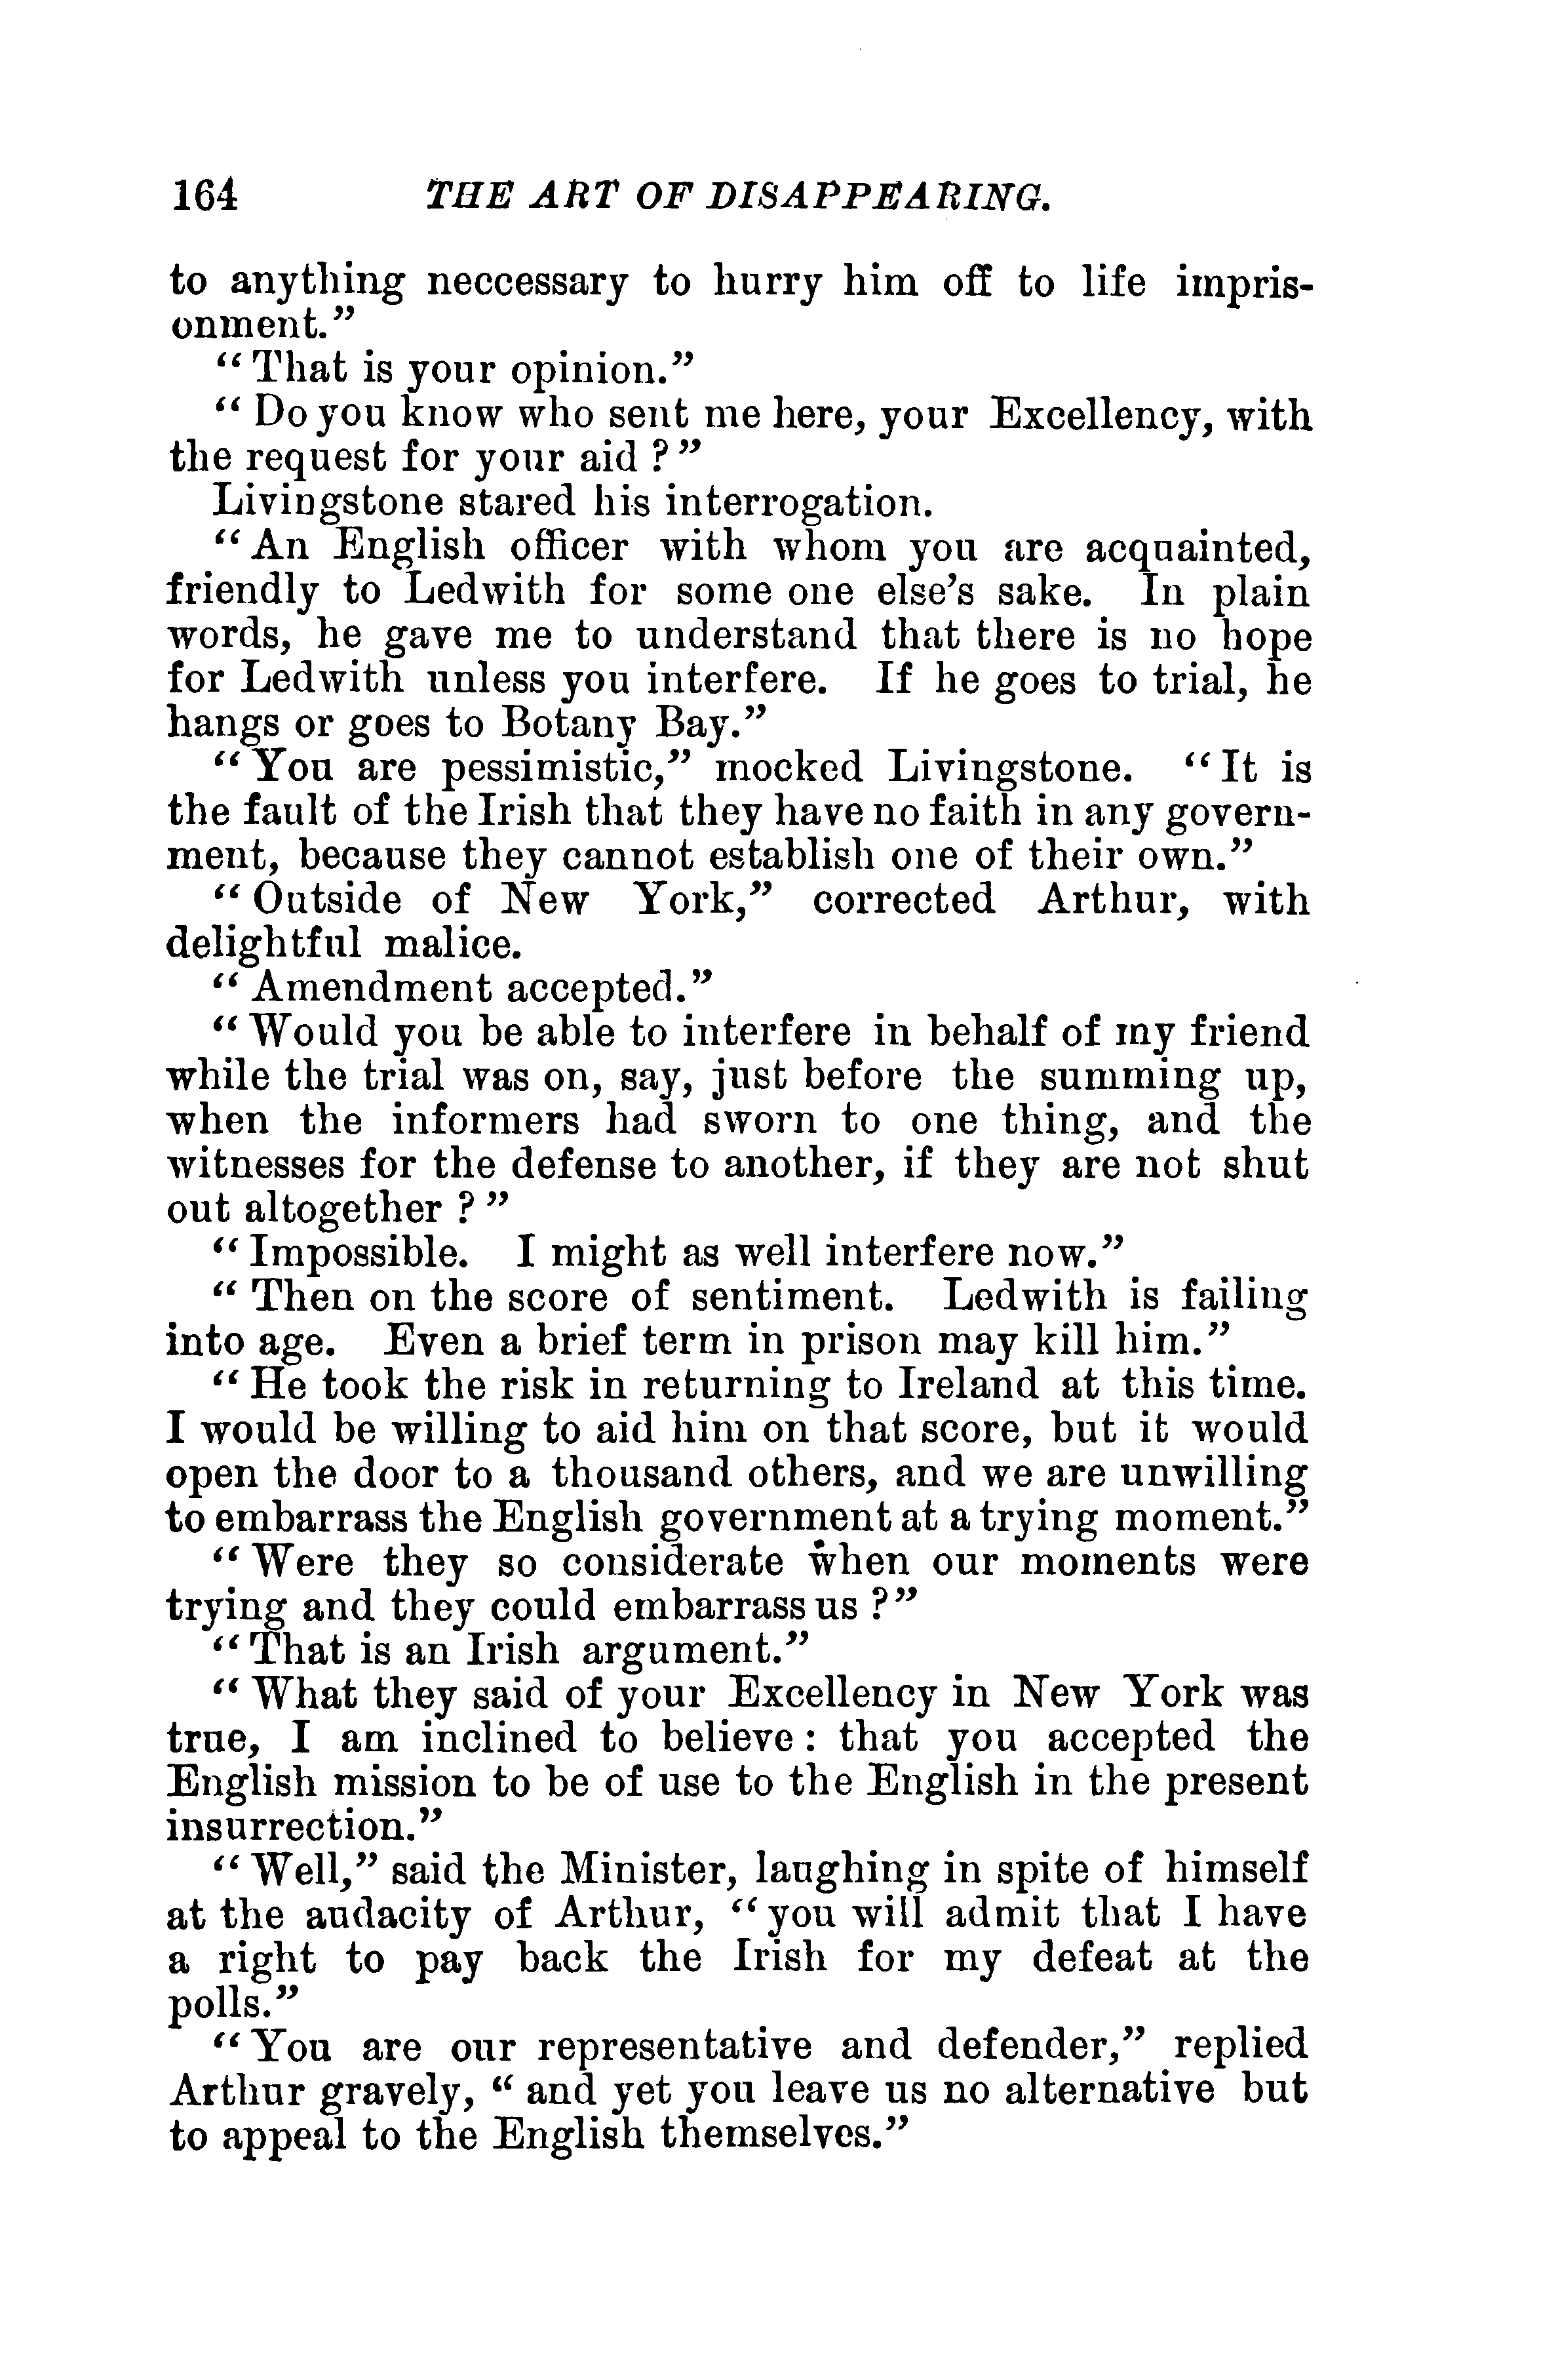 164 THE ART OF DISAPPEARING.
to anything neccessary to hurry him off to life impris-
onment.”
“That is your opinion.”
“Do you know who sent me here, your Excellency, with
the request for your aid ?”
Livingstone stared his interrogation.
“An English officer with whom you are acquainted,
friendly to Ledwith for some one else’s sake. In plain
words, he gave me to understand that there is no hope
for Ledwith unless you interfere. If he goes to trial, he
hangs or goes to Botany Bay.”
“You are pessimistic,” mocked Livingstone. “It is
the fault of the Irish that they have no faith in any govern-
ment, because they cannot establish one of their own.”
“Outside of New York,” corrected Arthur, with
delightful malice.
“Amendment accepted.”
“Would you be able to interfere in behalf of my friend
while the trial was on, say, just before the summing up,
when the informers had sworn to one thing, and the
witnesses for the defense to another, if they are not shut
out altogether ?”
“Impossible. I might as well interfere now.”
“Then on the score of sentiment. Ledwith is failing
into age. Even a brief term in prison may kill him.”
“He took the risk in returning to Ireland at this time.
I would be willing to aid him on that score, but it would
open the door to a thousand others, and we are unwilling
to embarrass the English government at a trying moment.”
“Were they so considerate when our moments were
trying and they could embarrass us ?”
“That is an Irish argument.”
“What they said of your Excellency in New York was
true, I am inclined to believe : that you accepted the
English mission to be of use to the English in the present
insurrection.”
“Well,” said the Minister, laughing in spite of himself
at the audacity of Arthur, “you will admit that I have
a right to pay back the Irish for my defeat at the
polls.”
“You are our representative and defender,” replied
Arthur gravely, “and yet you leave us no alternative but
to appeal to the English themselves.”